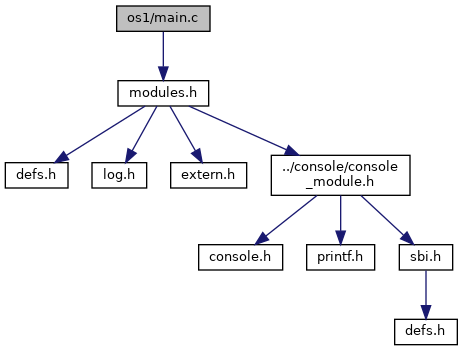 os1/main.c
modules.h
defs.h
log.h
extern.h
../console/console
_module.h
console.h
printf.h
sbi.h
defs.h